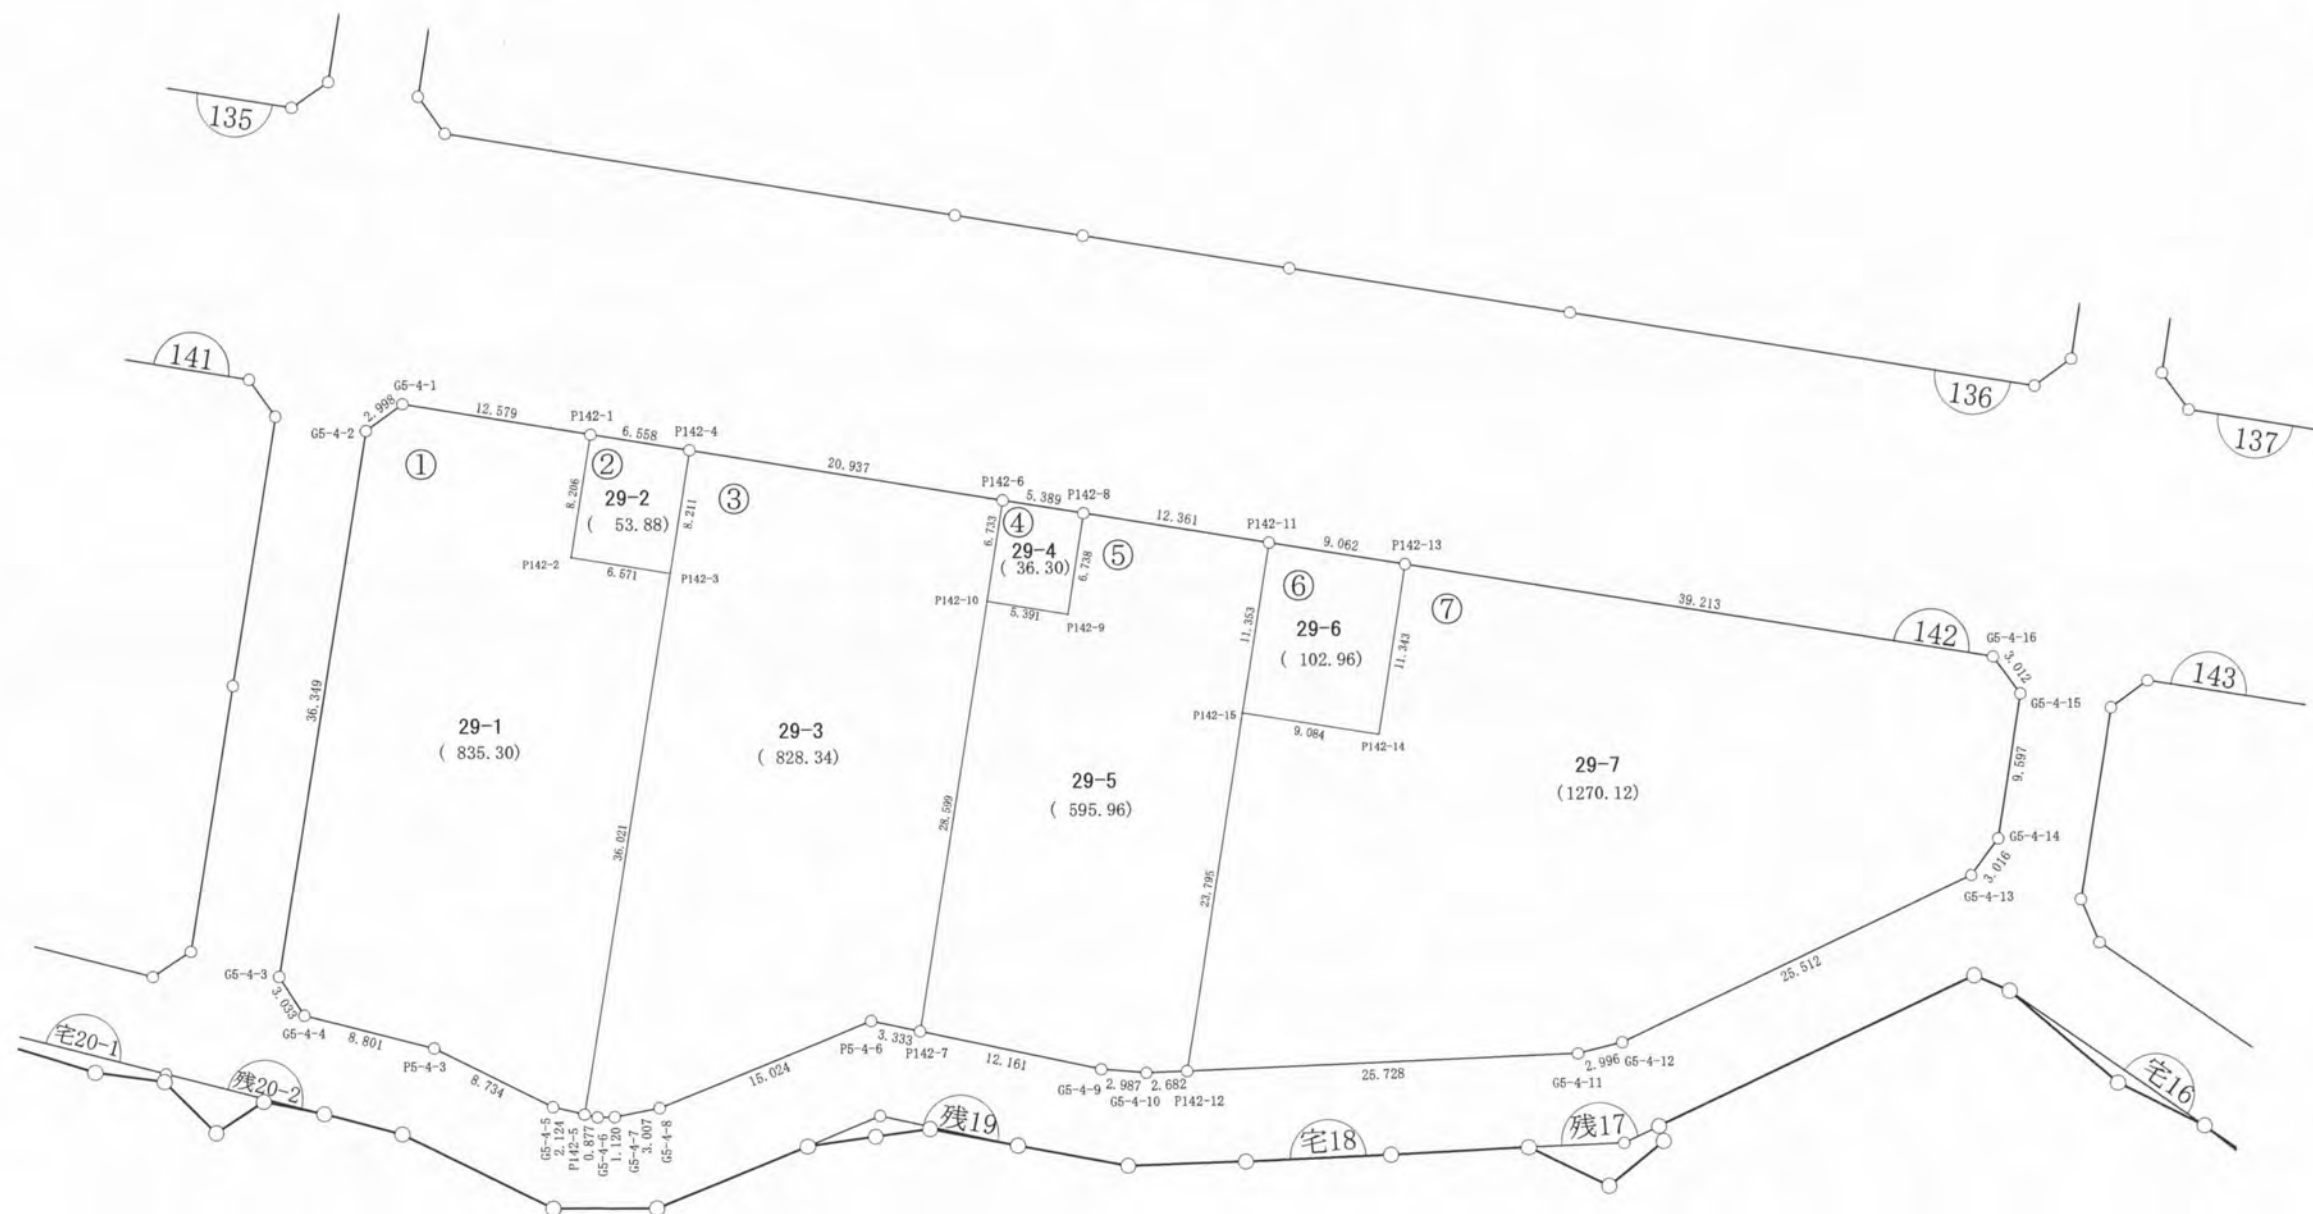 135
141
G5-4-1
2.998
12.579
P142-1
G5-4-2
6.558
P142-4
①
②
20.937
136
137
8.206
29-2
( 53.88)
8.211
③
P142-6
5.389
P142-8
12.361
P142-11
9.062
P142-13
P142-2
6.571
P142-3
6.733
④
29-4
( 36.30)
6.738
⑤
P142-10
5.391
P142-9
⑥
⑦
39.213
142
G5-4-16
3.012
G5-4-15
143
11.353
29-6
( 102.96)
11.343
P142-15
9.084
P142-14
36.349
29-1
( 835.30)
29-3
( 828.34)
29-5
( 595.96)
29-7
(1270.12)
9.597
G5-4-14
3.016
G5-4-13
36.021
28.599
23.795
25.512
G5-4-3
3.033
G5-4-4
8.801
P5-4-3
8.734
宅20-1
残20-2
G5-4-5
2.124
P142-5
0.877
G5-4-6
1.120
G5-4-7
3.007
G5-4-8
15.024
P5-4-6
3.333
P142-7
12.161
G5-4-9
2.987
G5-4-10
2.682
P142-12
25.728
G5-4-11
2.996
G5-4-12
残19
宅18
残17
宅16